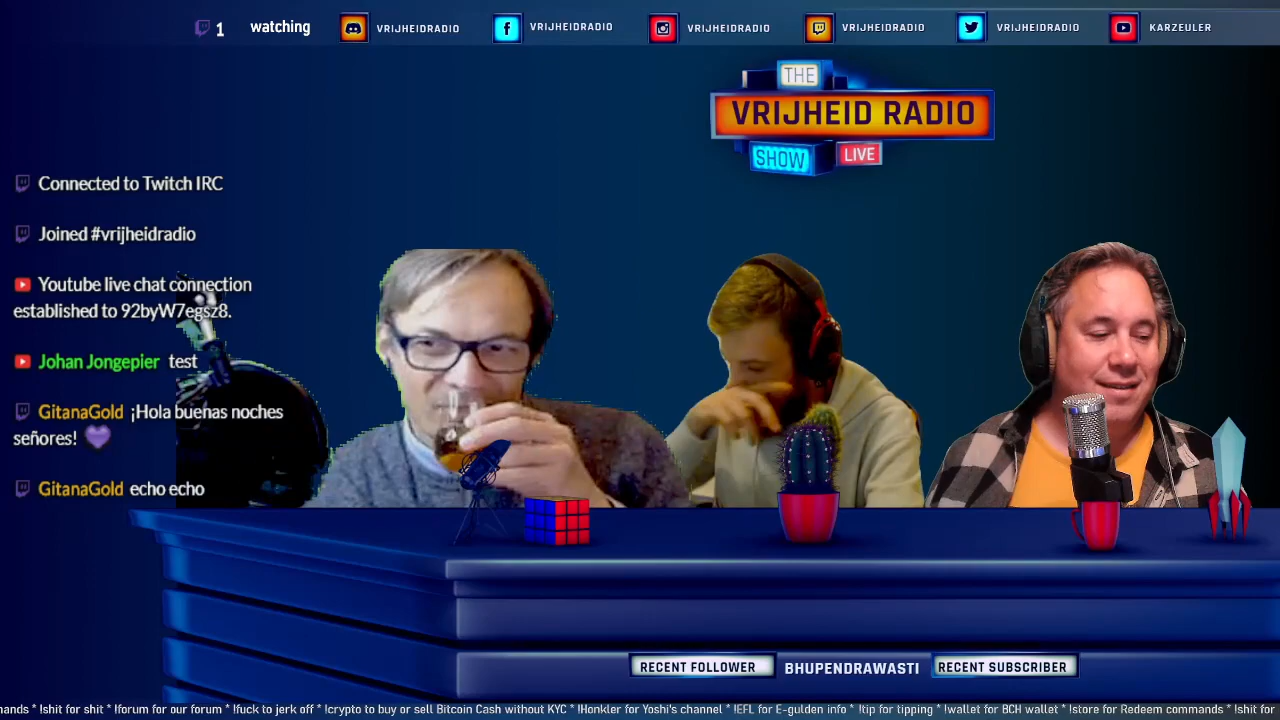 1 watching VRIJHEIDRADIO VRIJHEIDRADIO VRIJHEIDRADIO VRIJHEIDRADIO VRIJHEIDRADIO KARZEULER
THE
VRIJHEID RADIO
SHOW LIVE
Connected to Twitch IRC
Joined #vrijheidradio
Youtube live chat connection
established to 92byW7egsz8.
Johan Jongepier test
GitanaGold ¡Hola buenas noches
señores!
GitanaGold echo echo
RECENT FOLLOWER BHUPENDRAWASTI RECENT SUBSCRIBER
mands * !shit for shit * !forum for our forum * !fuck to jerk off * !crypto to buy or sell Bitcoin Cash without KYC * !Honkler for Yoshi's channel * !EFL for E-gulden info * !tip for tipping * !wallet for BCH wallet * !store for Redeem commands * !shit for